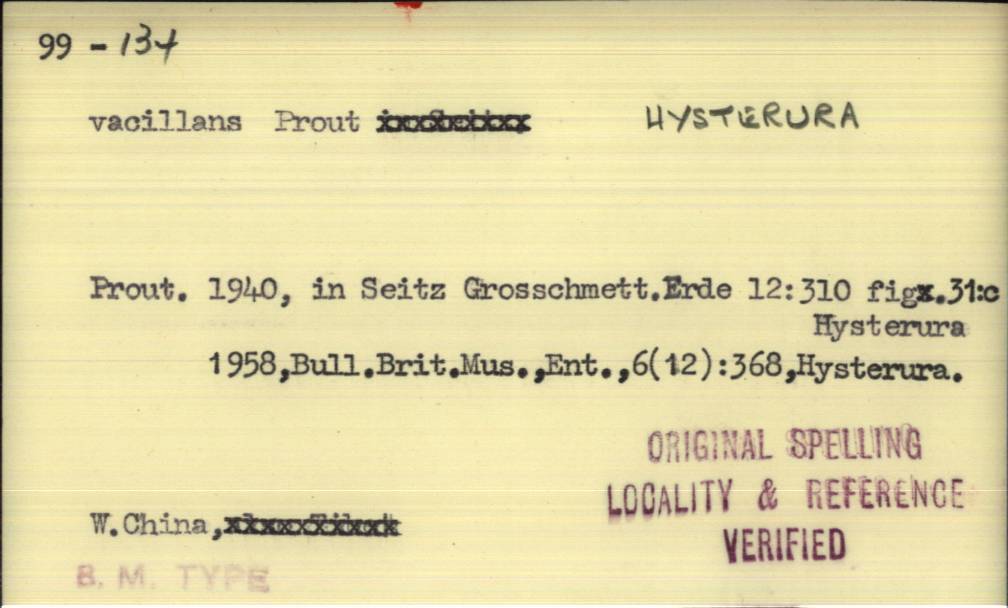 99 - 134
vacillans Prout HYSTERURA
Prout. 1940, in Seitz Grosschmett.Erde 12:310 figx.31:c
Hysterura
1958,Bull.Brit.Mus.,Ent.,6(12):368,Hysterura.
ORIGINAL SPELLING
LOCALITY & REFERENCE
VERIFIED
W.China,
B. M. TYPE